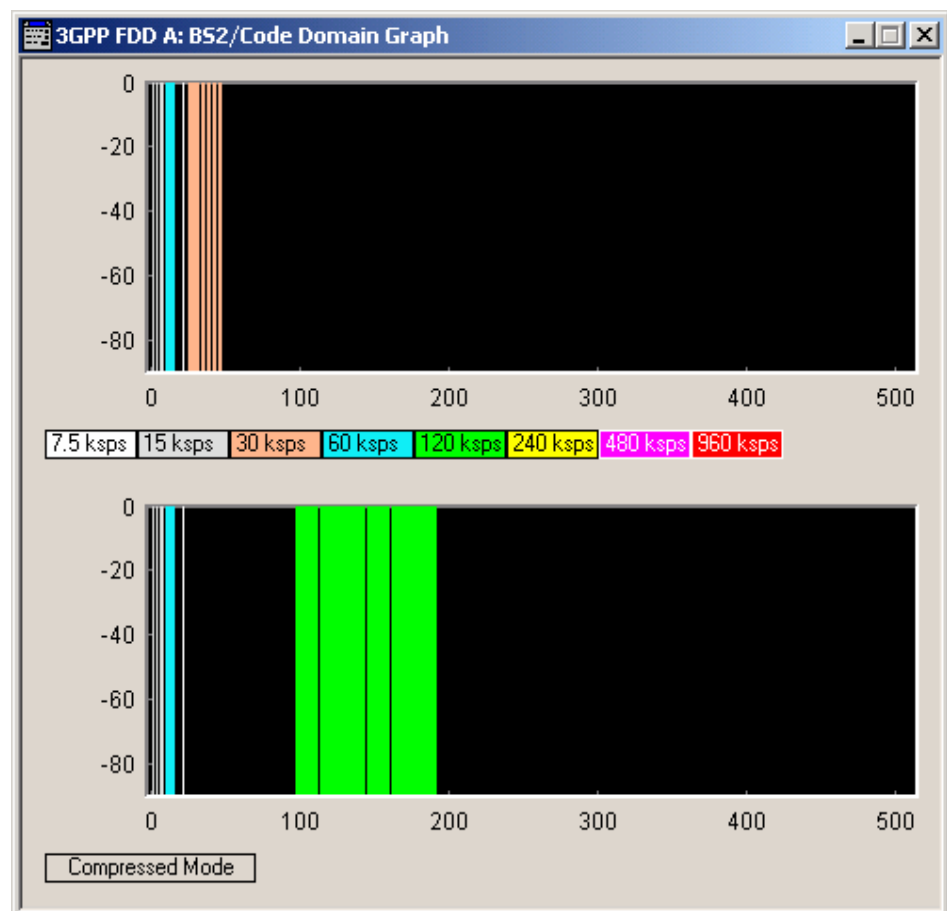 3GPP FDD A: BS2/Code Domain Graph
0
-20
-40
-60
-80
0 100 200 300 400 500
7.5 ksps 15 ksps 30 ksps 60 ksps 120 ksps 240 ksps 480 ksps 960 ksps
0
-20
-40
-60
-80
0 100 200 300 400 500
Compressed Mode